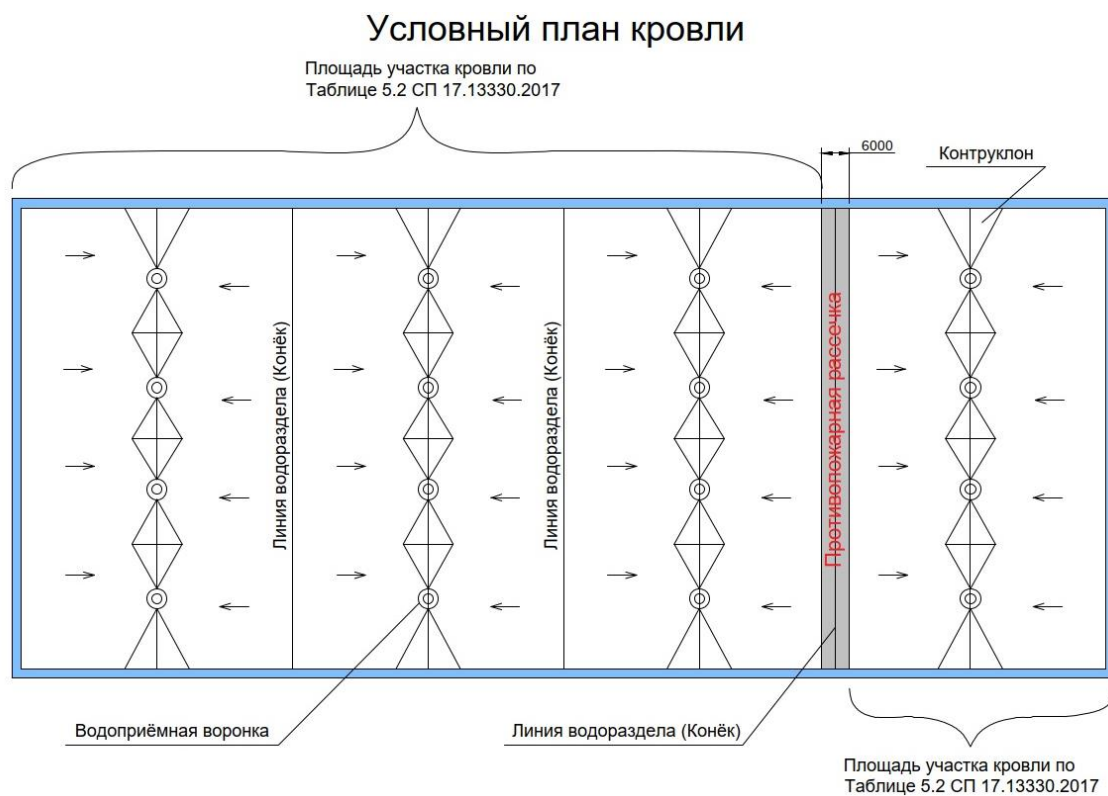 Условный план кровли
Площадь участка кровли по
Таблице 5.2 СП 17.13330.2017
6000
Контруклон
Линия водораздела (Конёк)
Линия водораздела (Конёк)
Противопожарная рассечка
Водоприёмная воронка
Линия водораздела (Конёк)
Площадь участка кровли по
Таблице 5.2 СП 17.13330.2017